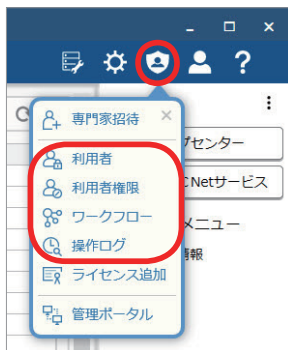 専門家招待
利用者
利用者権限
ワークフロー
操作ログ
ライセンス追加
管理ポータル
プセンター
Netサービス
メニュー
情報